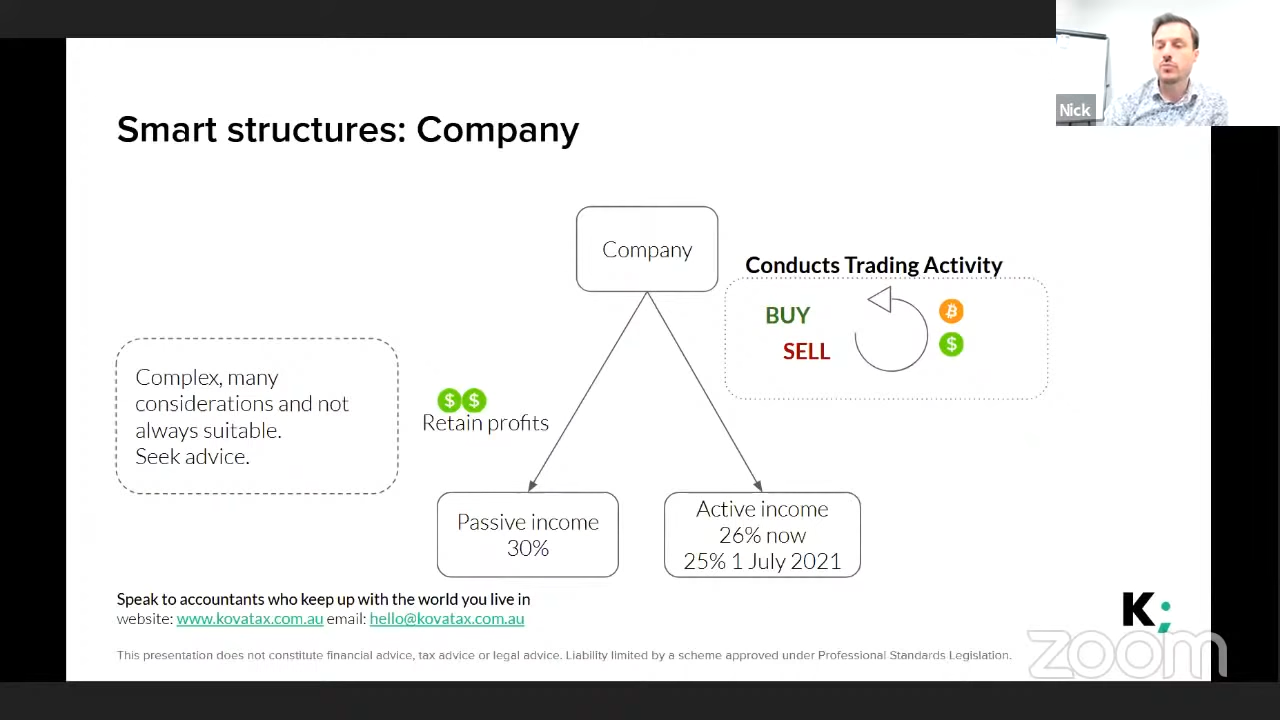 Nick
Smart structures: Company
Company
Conducts Trading Activity
BUY
SELL
Complex, many
considerations and not
always suitable.
Seek advice.
Retain profits
Passive income
30%
Active income
26% now
25% 1 July 2021
Speak to accountants who keep up with the world you live in
website: www.kovatax.com.au email: hello@kovatax.com.au
K;
This presentation does not constitute financial advice, tax advice or legal advice. Liability limited by a scheme approved under Professional Standards Legislation.
zoom